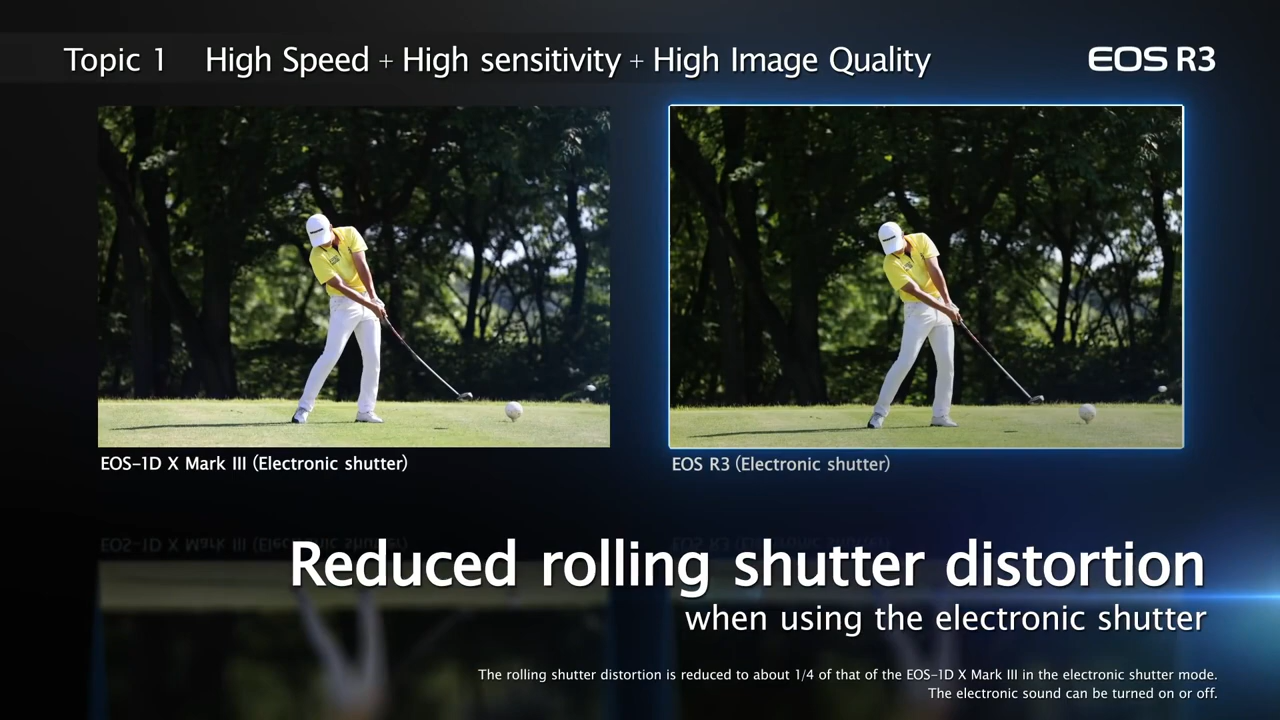 Topic 1 High Speed + High sensitivity + High Image Quality
EOS R3
EOS-1D X Mark III (Electronic shutter)
EOS R3 (Electronic shutter)
Reduced rolling shutter distortion
when using the electronic shutter
The rolling shutter distortion is reduced to about 1/4 of that of the EOS-1D X Mark III in the electronic shutter mode.
The electronic sound can be turned on or off.